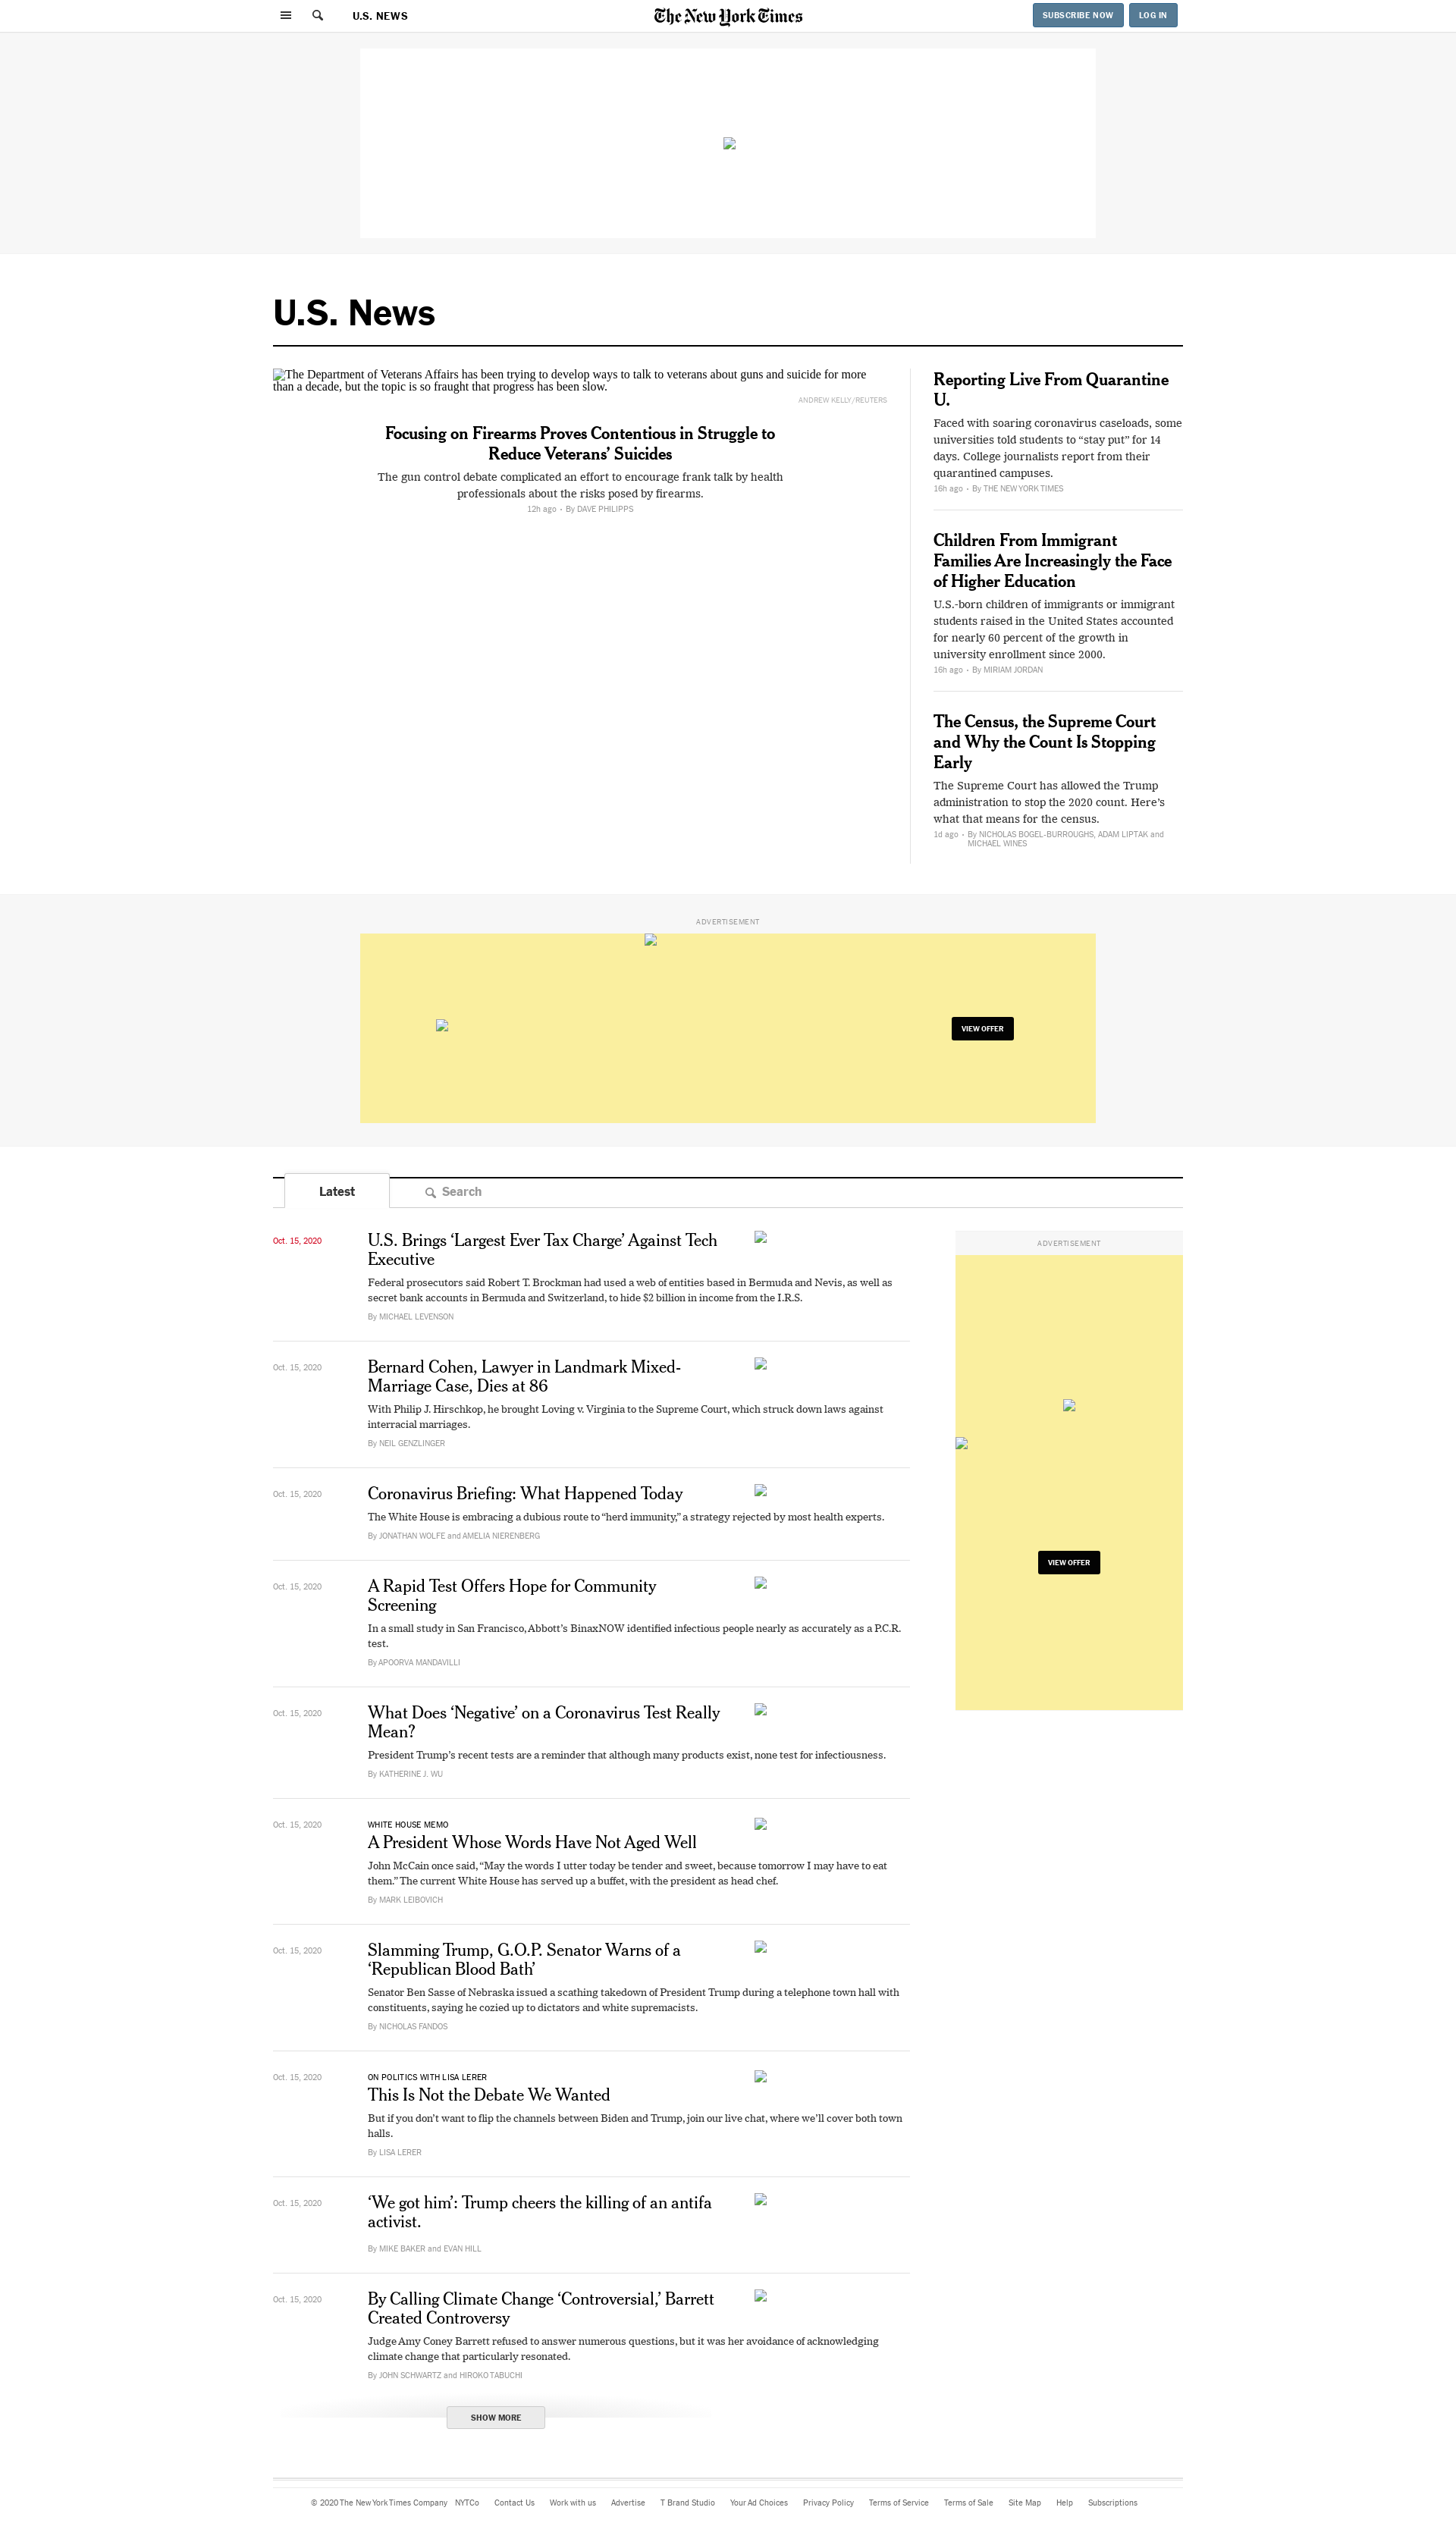 U.S. NEWS
The New York Times
SUBSCRIBE NOW
LOG IN
U.S. News
The Department of Veterans Affairs has been trying to develop ways to talk to veterans about guns and suicide for more
than a decade, but the topic is so fraught that progress has been slow.
ANDREW KELLY/REUTERS
Focusing on Firearms Proves Contentious in Struggle to
Reduce Veterans’ Suicides
The gun control debate complicated an effort to encourage frank talk by health
professionals about the risks posed by firearms.
12h ago • By DAVE PHILIPPS
Reporting Live From Quarantine
U.
Faced with soaring coronavirus caseloads, some
universities told students to “stay put” for 14
days. College journalists report from their
quarantined campuses.
16h ago • By THE NEW YORK TIMES
Children From Immigrant
Families Are Increasingly the Face
of Higher Education
U.S.-born children of immigrants or immigrant
students raised in the United States accounted
for nearly 60 percent of the growth in
university enrollment since 2000.
16h ago • By MIRIAM JORDAN
The Census, the Supreme Court
and Why the Count Is Stopping
Early
The Supreme Court has allowed the Trump
administration to stop the 2020 count. Here’s
what that means for the census.
1d ago • By NICHOLAS BOGEL-BURROUGHS, ADAM LIPTAK and
MICHAEL WINES
ADVERTISEMENT
VIEW OFFER
Latest
Search
Oct. 15, 2020
U.S. Brings ‘Largest Ever Tax Charge’ Against Tech
Executive
Federal prosecutors said Robert T. Brockman had used a web of entities based in Bermuda and Nevis, as well as
secret bank accounts in Bermuda and Switzerland, to hide $2 billion in income from the I.R.S.
By MICHAEL LEVENSON
Oct. 15, 2020
Bernard Cohen, Lawyer in Landmark Mixed-
Marriage Case, Dies at 86
With Philip J. Hirschkop, he brought Loving v. Virginia to the Supreme Court, which struck down laws against
interracial marriages.
By NEIL GENZLINGER
Oct. 15, 2020
Coronavirus Briefing: What Happened Today
The White House is embracing a dubious route to “herd immunity,” a strategy rejected by most health experts.
By JONATHAN WOLFE and AMELIA NIERENBERG
Oct. 15, 2020
A Rapid Test Offers Hope for Community
Screening
In a small study in San Francisco, Abbott’s BinaxNOW identified infectious people nearly as accurately as a P.C.R.
test.
By APOORVA MANDAVILLI
Oct. 15, 2020
What Does ‘Negative’ on a Coronavirus Test Really
Mean?
President Trump’s recent tests are a reminder that although many products exist, none test for infectiousness.
By KATHERINE J. WU
Oct. 15, 2020
WHITE HOUSE MEMO
A President Whose Words Have Not Aged Well
John McCain once said, “May the words I utter today be tender and sweet, because tomorrow I may have to eat
them.” The current White House has served up a buffet, with the president as head chef.
By MARK LEIBOVICH
Oct. 15, 2020
Slamming Trump, G.O.P. Senator Warns of a
‘Republican Blood Bath’
Senator Ben Sasse of Nebraska issued a scathing takedown of President Trump during a telephone town hall with
constituents, saying he cozied up to dictators and white supremacists.
By NICHOLAS FANDOS
Oct. 15, 2020
ON POLITICS WITH LISA LERER
This Is Not the Debate We Wanted
But if you don’t want to flip the channels between Biden and Trump, join our live chat, where we’ll cover both town
halls.
By LISA LERER
Oct. 15, 2020
‘We got him’: Trump cheers the killing of an antifa
activist.
By MIKE BAKER and EVAN HILL
Oct. 15, 2020
By Calling Climate Change ‘Controversial,’ Barrett
Created Controversy
Judge Amy Coney Barrett refused to answer numerous questions, but it was her avoidance of acknowledging
climate change that particularly resonated.
By JOHN SCHWARTZ and HIROKO TABUCHI
SHOW MORE
ADVERTISEMENT
VIEW OFFER
© 2020 The New York Times Company NYTCo Contact Us Work with us Advertise T Brand Studio Your Ad Choices Privacy Policy Terms of Service Terms of Sale Site Map Help Subscriptions